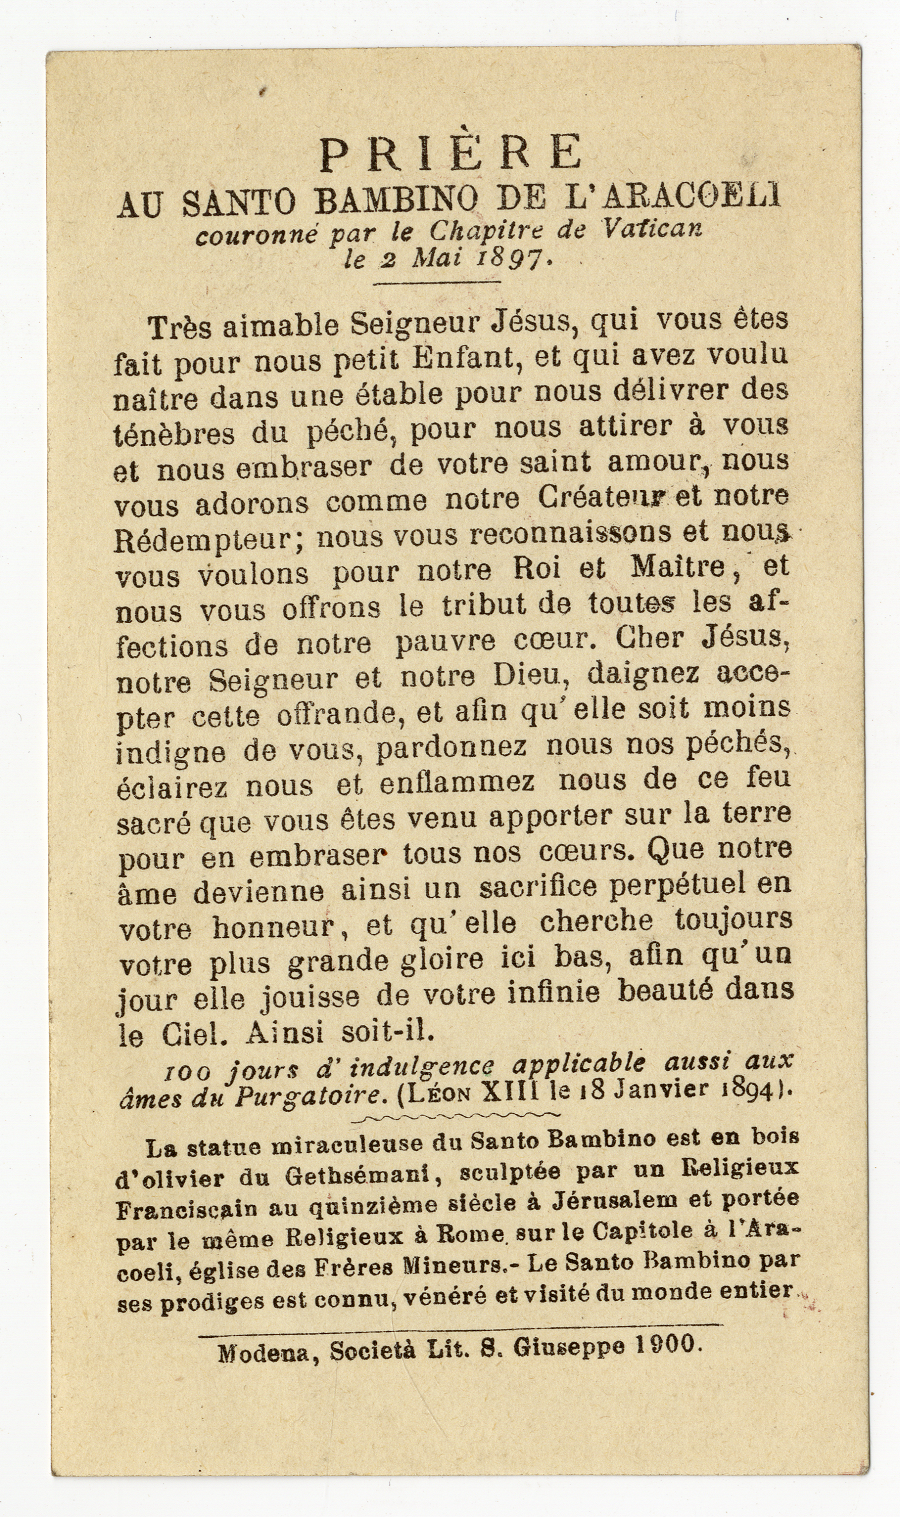 PRIÈRE
AU SANTO BAMBINO DE L'ARACOELI
couronné par le Chapitre de Vatican
le 2 Mai 1897.
Très aimable Seigneur Jésus, qui vous êtes
fait pour nous petit Enfant, et qui avez voulu
naître dans une étable pour nous délivrer des
ténèbres du péché, pour nous attirer à vous
et nous embraser de votre saint amour, nous
vous adorons comme notre Créateur et notre
Rédempteur; nous vous reconnaissons et nous
vous voulons pour notre Roi et Maître, et
nous vous offrons le tribut de toutes les af-
fections de notre pauvre cœur. Cher Jésus,
notre Seigneur et notre Dieu, daignez acce-
pter cette offrande, et afin qu'elle soit moins
indigne de vous, pardonnez nous nos péchés,
éclairez nous et enflammez nous de ce feu
sacré que vous êtes venu apporter sur la terre
pour en embraser tous nos cœurs. Que notre
âme devienne ainsi un sacrifice perpétuel en
votre honneur, et qu'elle cherche toujours
votre plus grande gloire ici bas, afin qu'un
jour elle jouisse de votre infinie beauté dans
le Ciel. Ainsi soit-il.
100 jours d'indulgence applicable aussi aux
âmes du Purgatoire. (LÉON XIII le 18 Janvier 1894).
La statue miraculeuse du Santo Bambino est en bois
d'olivier du Gethsémani, sculptée par un Religieux
Franciscain au quinzième siècle à Jérusalem et portée
par le même Religieux à Rome sur le Capitole à l'Ara-
coeli, église des Frères Mineurs.- Le Santo Bambino par
ses prodiges est connu, vénéré et visité du monde entier.
Modena, Società Lit. S. Giuseppe 1900.